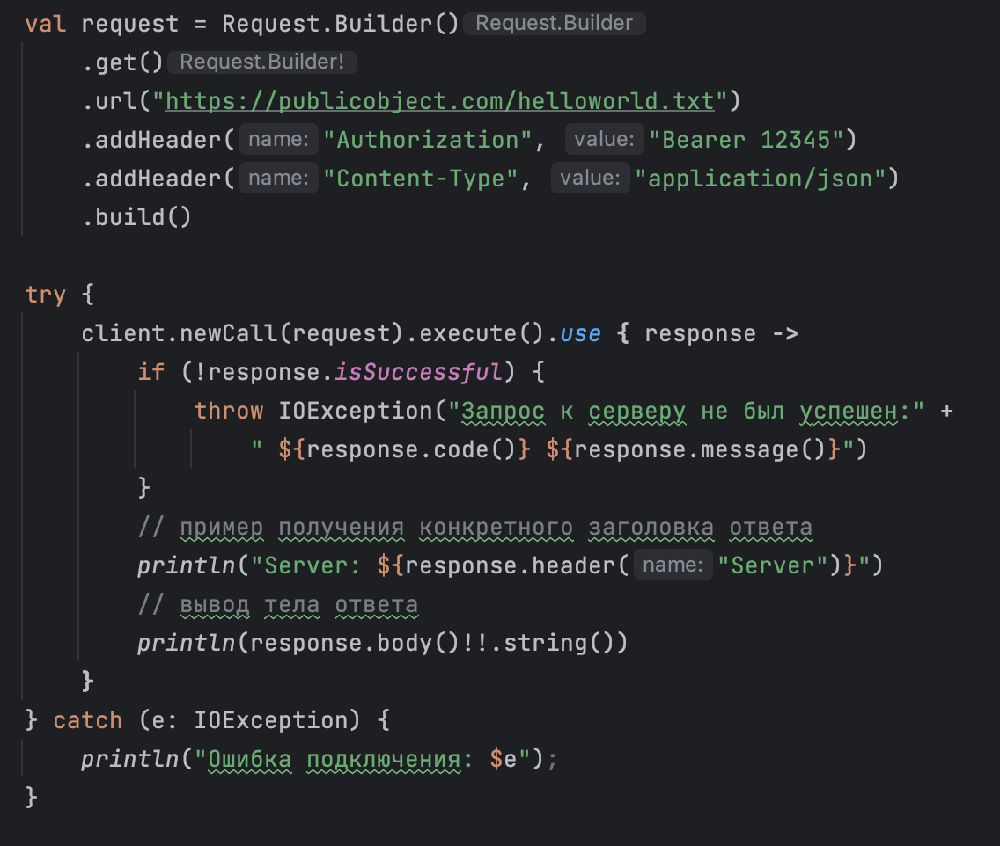 val request = Request.Builder() Request.Builder
.get() Request.Builder!
.url("https://publicobject.com/helloworld.txt")
.addHeader( name: "Authorization", value: "Bearer 12345")
.addHeader( name: "Content-Type", value: "application/json")
.build()
try {
client.newCall(request).execute().use { response ->
if (!response.isSuccessful) {
throw IOException("Запрос к серверу не был успешен:" +
" ${response.code()} ${response.message()}")
}
// пример получения конкретного заголовка ответа
println("Server: ${response.header( name: "Server")}")
// вывод тела ответа
println(response.body()!!.string())
}
} catch (e: IOException) {
println("Ошибка подключения: $e");
}